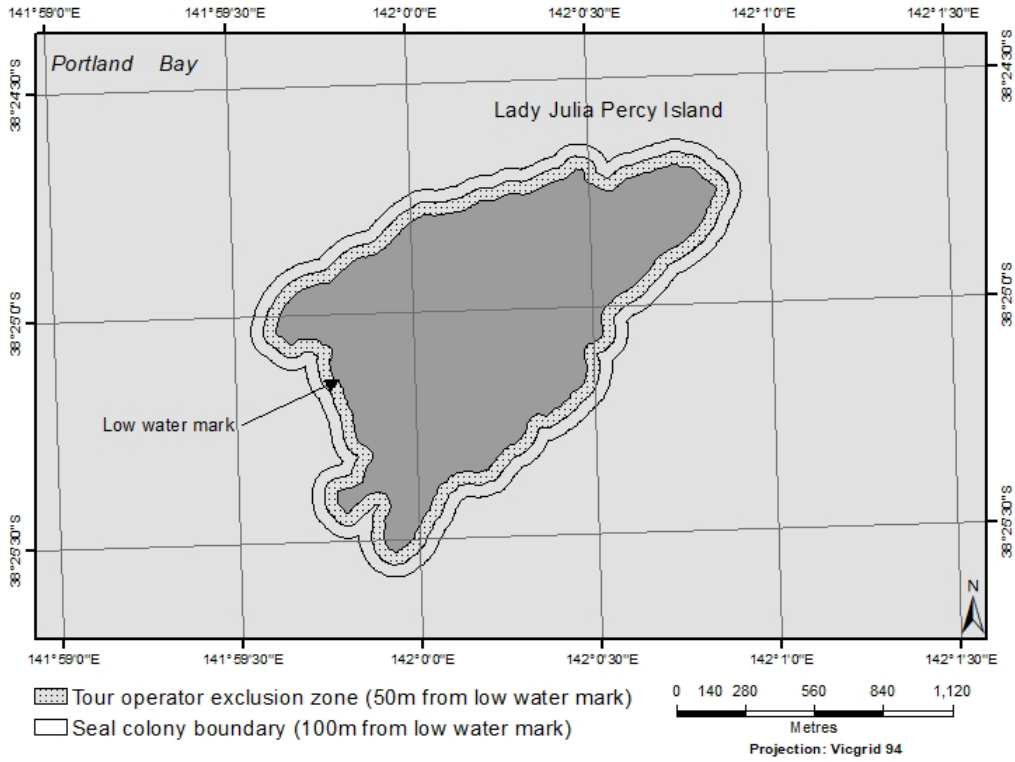 141°59'0"E 141°59'30"E 142°0'0"E 142°0'30"E 142°1'0"E 142°1'30"E
Portland Bay
38°24'30"S
38°24'30"S
Lady Julia Percy Island
38°25'0"S
38°25'0"S
Low water mark
38°25'30"S
38°25'30"S
N
141°59'0"E 141°59'30"E 142°0'0"E 142°0'30"E 142°1'0"E 142°1'30"E
Tour operator exclusion zone (50m from low water mark)
Seal colony boundary (100m from low water mark)
0 140 280 560 840 1,120
Metres
Projection: Vicgrid 94